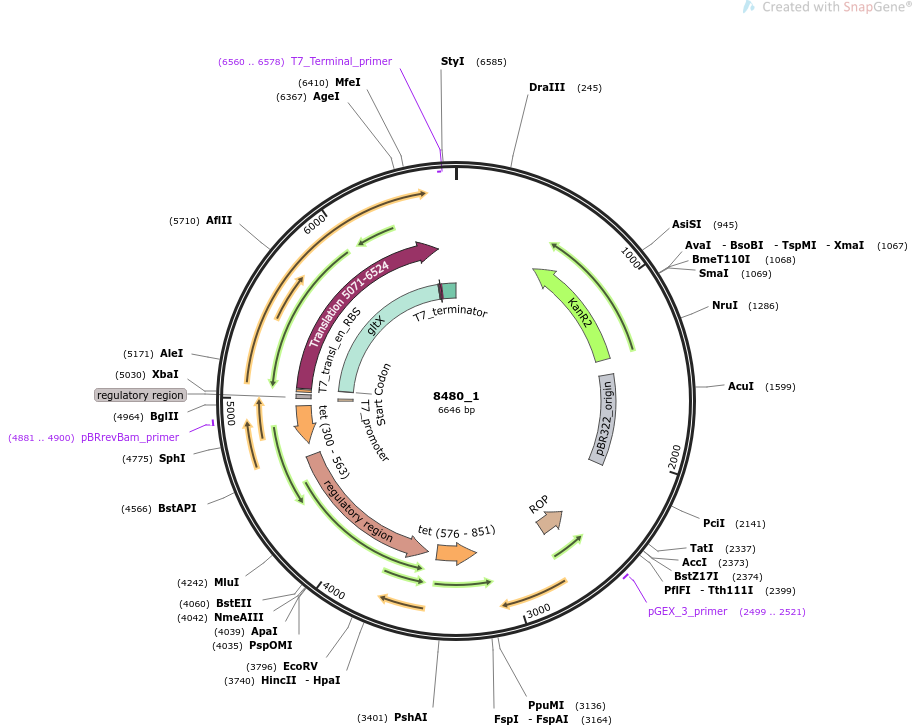 Created with SnapGene®
(6560 .. 6578) T7_Terminal_primer
StyI (6585)
(6410) MfeI
(6367) AgeI
DraIII (245)
(5710) AflII
AsiSI (945)
AvaI - BsoBI - TspMI - XmaI (1067)
BmeT110I (1068)
SmaI (1069)
NruI (1286)
6000
1000
Translation 5071-6524
KanR2
gltX
T7_terminator
T7_transl_en_RBS
(5171) AleI
(5030) XbaI
regulatory region
(4964) BglII
(4881 .. 4900) pBRrevBam_primer
(4775) SphI
5000
Start Codon
T7_promoter
8480_1
6646 bp
AcuI (1599)
pBR322_origin
2000
tet (300 - 563)
regulatory region
tet (576 - 851)
ROP
(4566) BstAPI
PciI (2141)
TatI (2337)
AccI (2373)
BstZ17I (2374)
PflFI - Tth111I (2399)
pGEX_3_primer (2499 .. 2521)
(4242) MluI
(4060) BstEII
(4042) NmeAIII
(4039) ApaI
(4035) PspOMI
4000
3000
(3796) EcoRV
(3740) HincII - HpaI
(3401) PshAI
PpuMI (3136)
FspI - FspAI (3164)